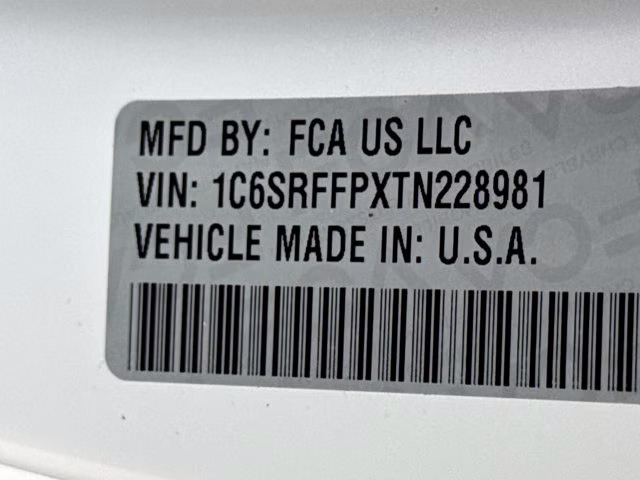 MFD BY: FCA US LLC
VIN: 1C6SRFFPXTN228981
VEHICLE MADE IN: U.S.A.